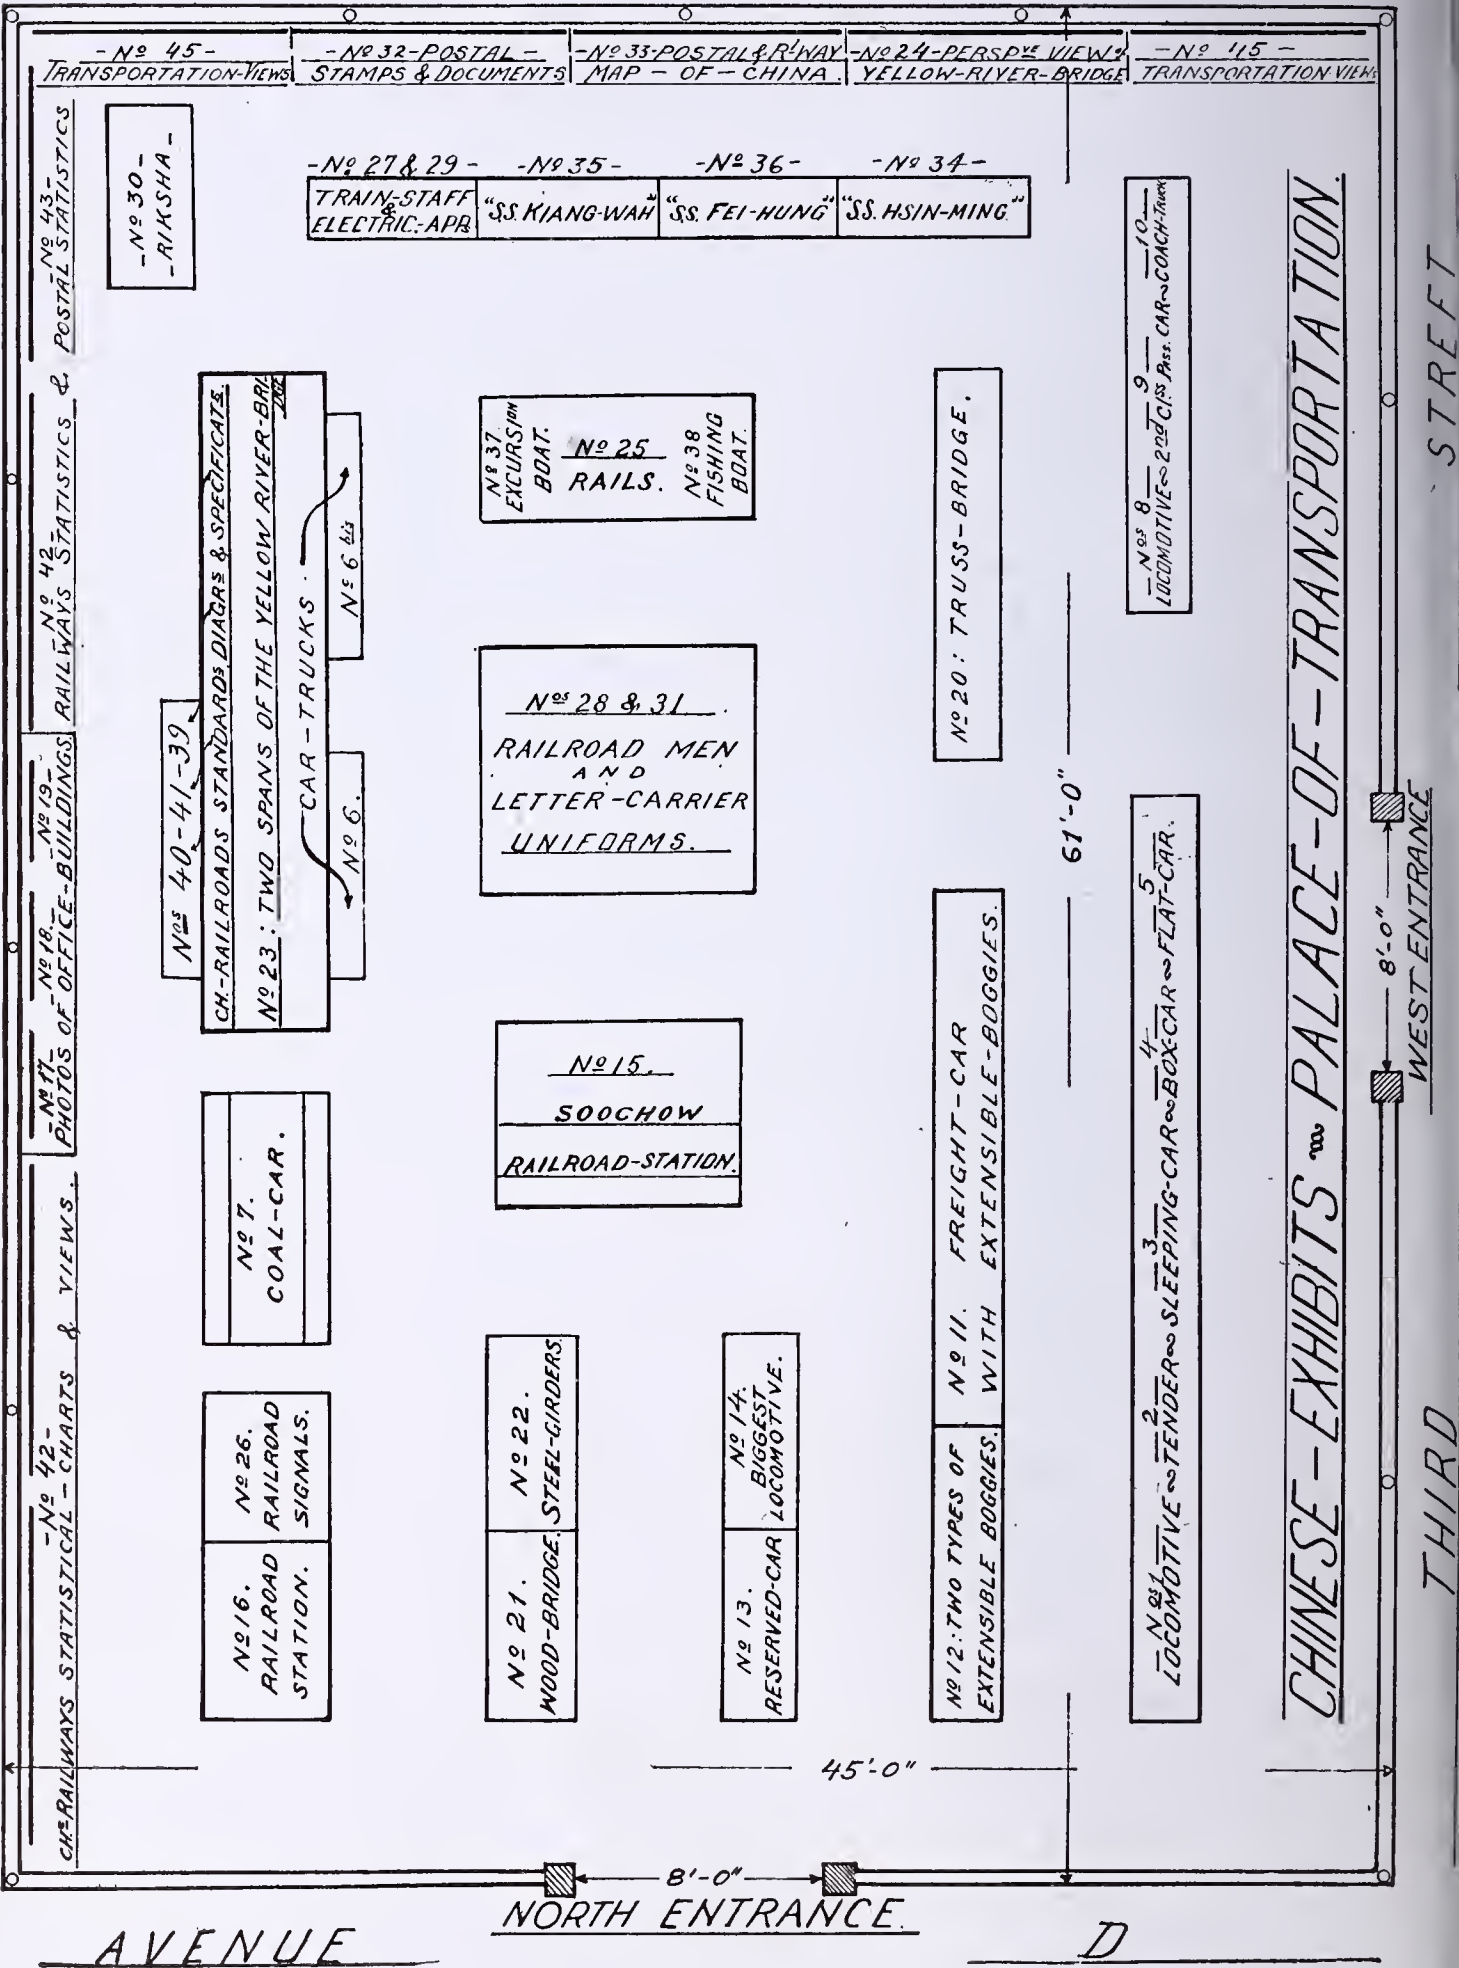 -Nº 45-
TRANSPORTATION-VIEWS
-Nº 32-POSTAL-
STAMPS & DOCUMENTS
-Nº 33-POSTAL & R'WAY
MAP-OF-CHINA.
-Nº 24-PERSPVE VIEW of
YELLOW-RIVER-BRIDGE
-Nº 45-
TRANSPORTATION-VIEWS
-Nº 43-
POSTAL STATISTICS
-Nº 42-
RAILWAYS STATISTICS &
-Nº 17- -Nº 18- -Nº 19-
PHOTOS OF OFFICE-BUILDINGS.
-Nº 42-
CHSE RAILWAYS STATISTICAL-CHARTS & VIEWS.
-Nº 30-
-RIKSHA-
-Nº 27 & 29-
TRAIN-STAFF
&
ELECTRIC-APP.
-Nº 35-
"SS. KIANG-WAH"
-Nº 36-
"SS. FEI-HUNG"
-Nº 34-
"SS. HSIN-MING."
-Nos 8 9 10
LOCOMOTIVE~2nd Clss Pass. CAR~COACH-Truck
Nos 40-41-39
CH.-RAILROADS STANDARDS, DIAGRS & SPECIFICATS.
Nº 23: TWO SPANS OF THE YELLOW RIVER-BRIDGE
CAR-TRUCKS.
Nº 6 bis
Nº 6.
Nº 37
EXCURSION
BOAT.
Nº 25
RAILS.
Nº 38
FISHING
BOAT.
Nº 20: TRUSS-BRIDGE.
Nos 28 & 31
RAILROAD MEN
AND
LETTER-CARRIER
UNIFORMS.
61'-0"
Nº 7.
COAL-CAR.
Nº 15.
SOOCHOW
RAILROAD-STATION.
Nº 11. FREIGHT-CAR
WITH EXTENSIBLE-BOGGIES.
Nº 12: TWO TYPES OF
EXTENSIBLE BOGGIES.
Nos 1 2 3 4 5
LOCOMOTIVE~TENDER~SLEEPING-CAR~BOX-CAR~FLAT-CAR.
Nº 26.
RAILROAD
SIGNALS.
Nº 16.
RAILROAD
STATION.
Nº 22.
STEEL-GIRDERS.
Nº 21.
WOOD-BRIDGE.
Nº 14.
BIGGEST
LOCOMOTIVE.
Nº 13.
RESERVED-CAR
45'-0"
CHINESE-EXHIBITS~PALACE-OF-TRANSPORTATION.
8'-0"
WEST ENTRANCE
THIRD STREET
8'-0"
NORTH ENTRANCE.
AVENUE D